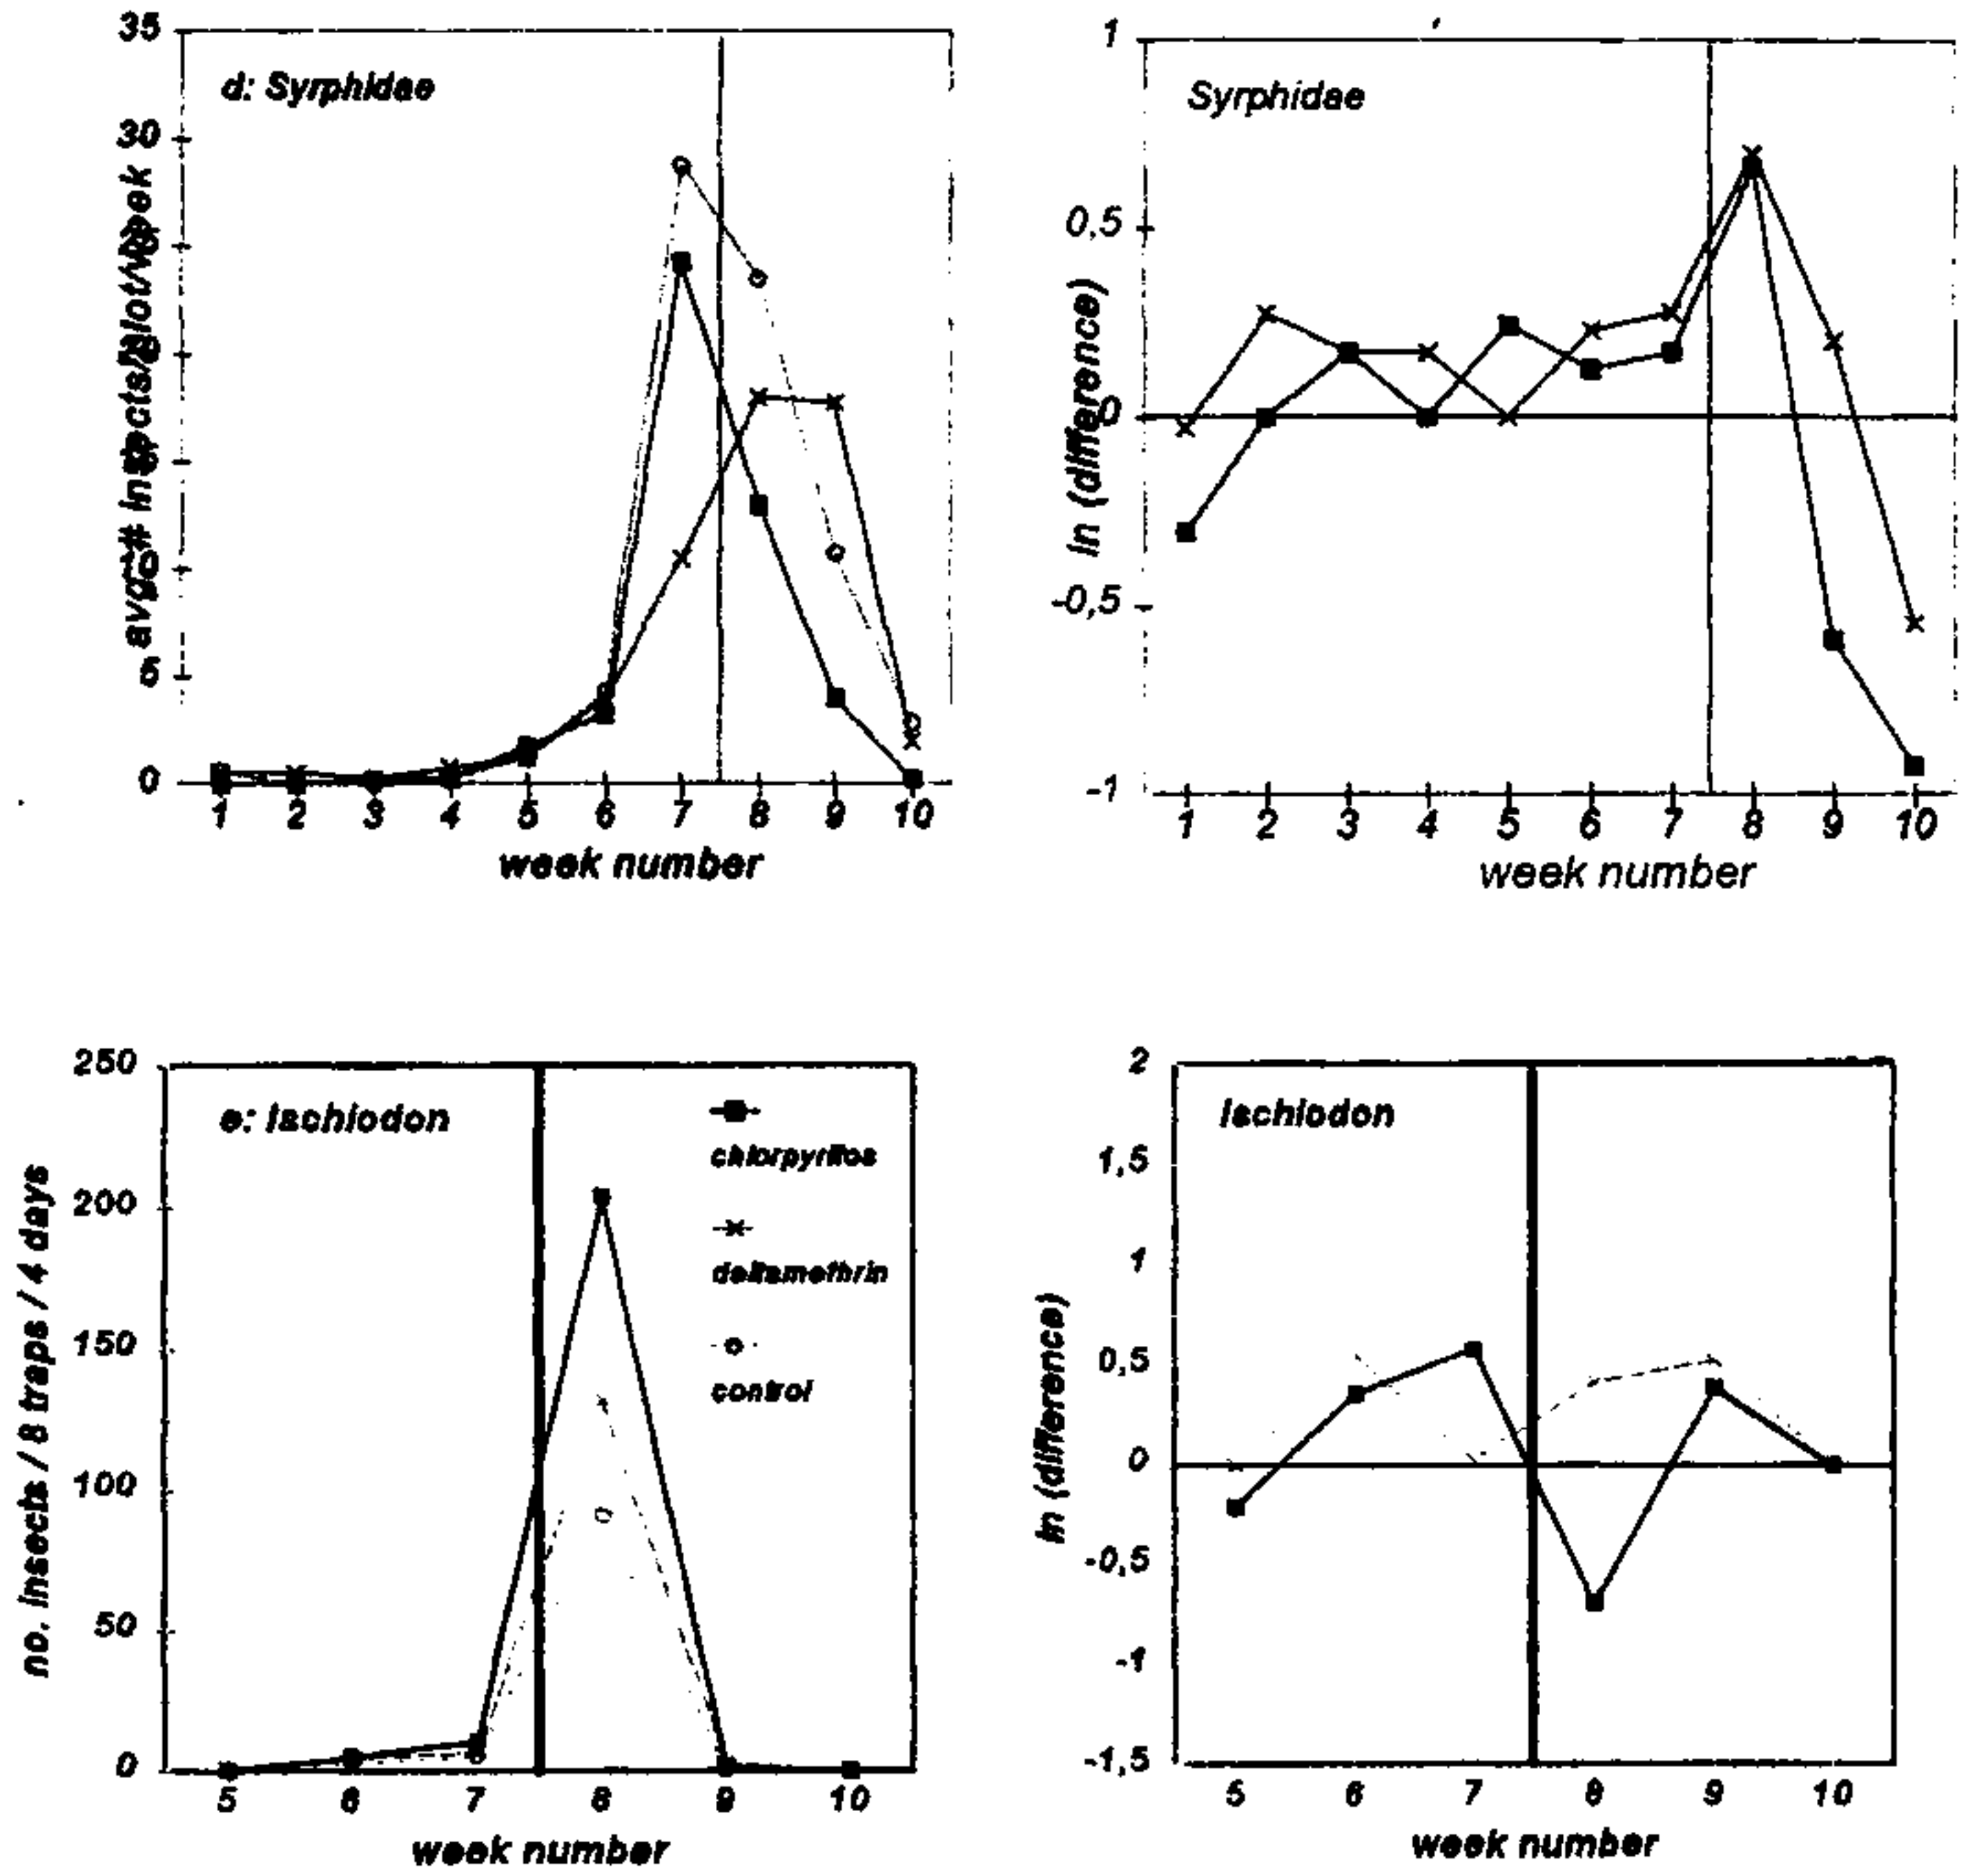 d: Syrphidae
35
30
5
0
1 2 3 4 5 6 7 8 9 10
week number
Syrphidae
1
0,5
0
-0,5
-1
ln (difference)
1 2 3 4 5 6 7 8 9 10
week number
e: Ischiodon
250
200
150
100
50
0
no. insects / 8 traps / 4 days
chlorpyrifos
deltamethrin
control
5 6 7 8 9 10
week number
Ischiodon
2
1,5
1
0,5
0
-0,5
-1
-1,5
ln (difference)
5 6 7 8 9 10
week number